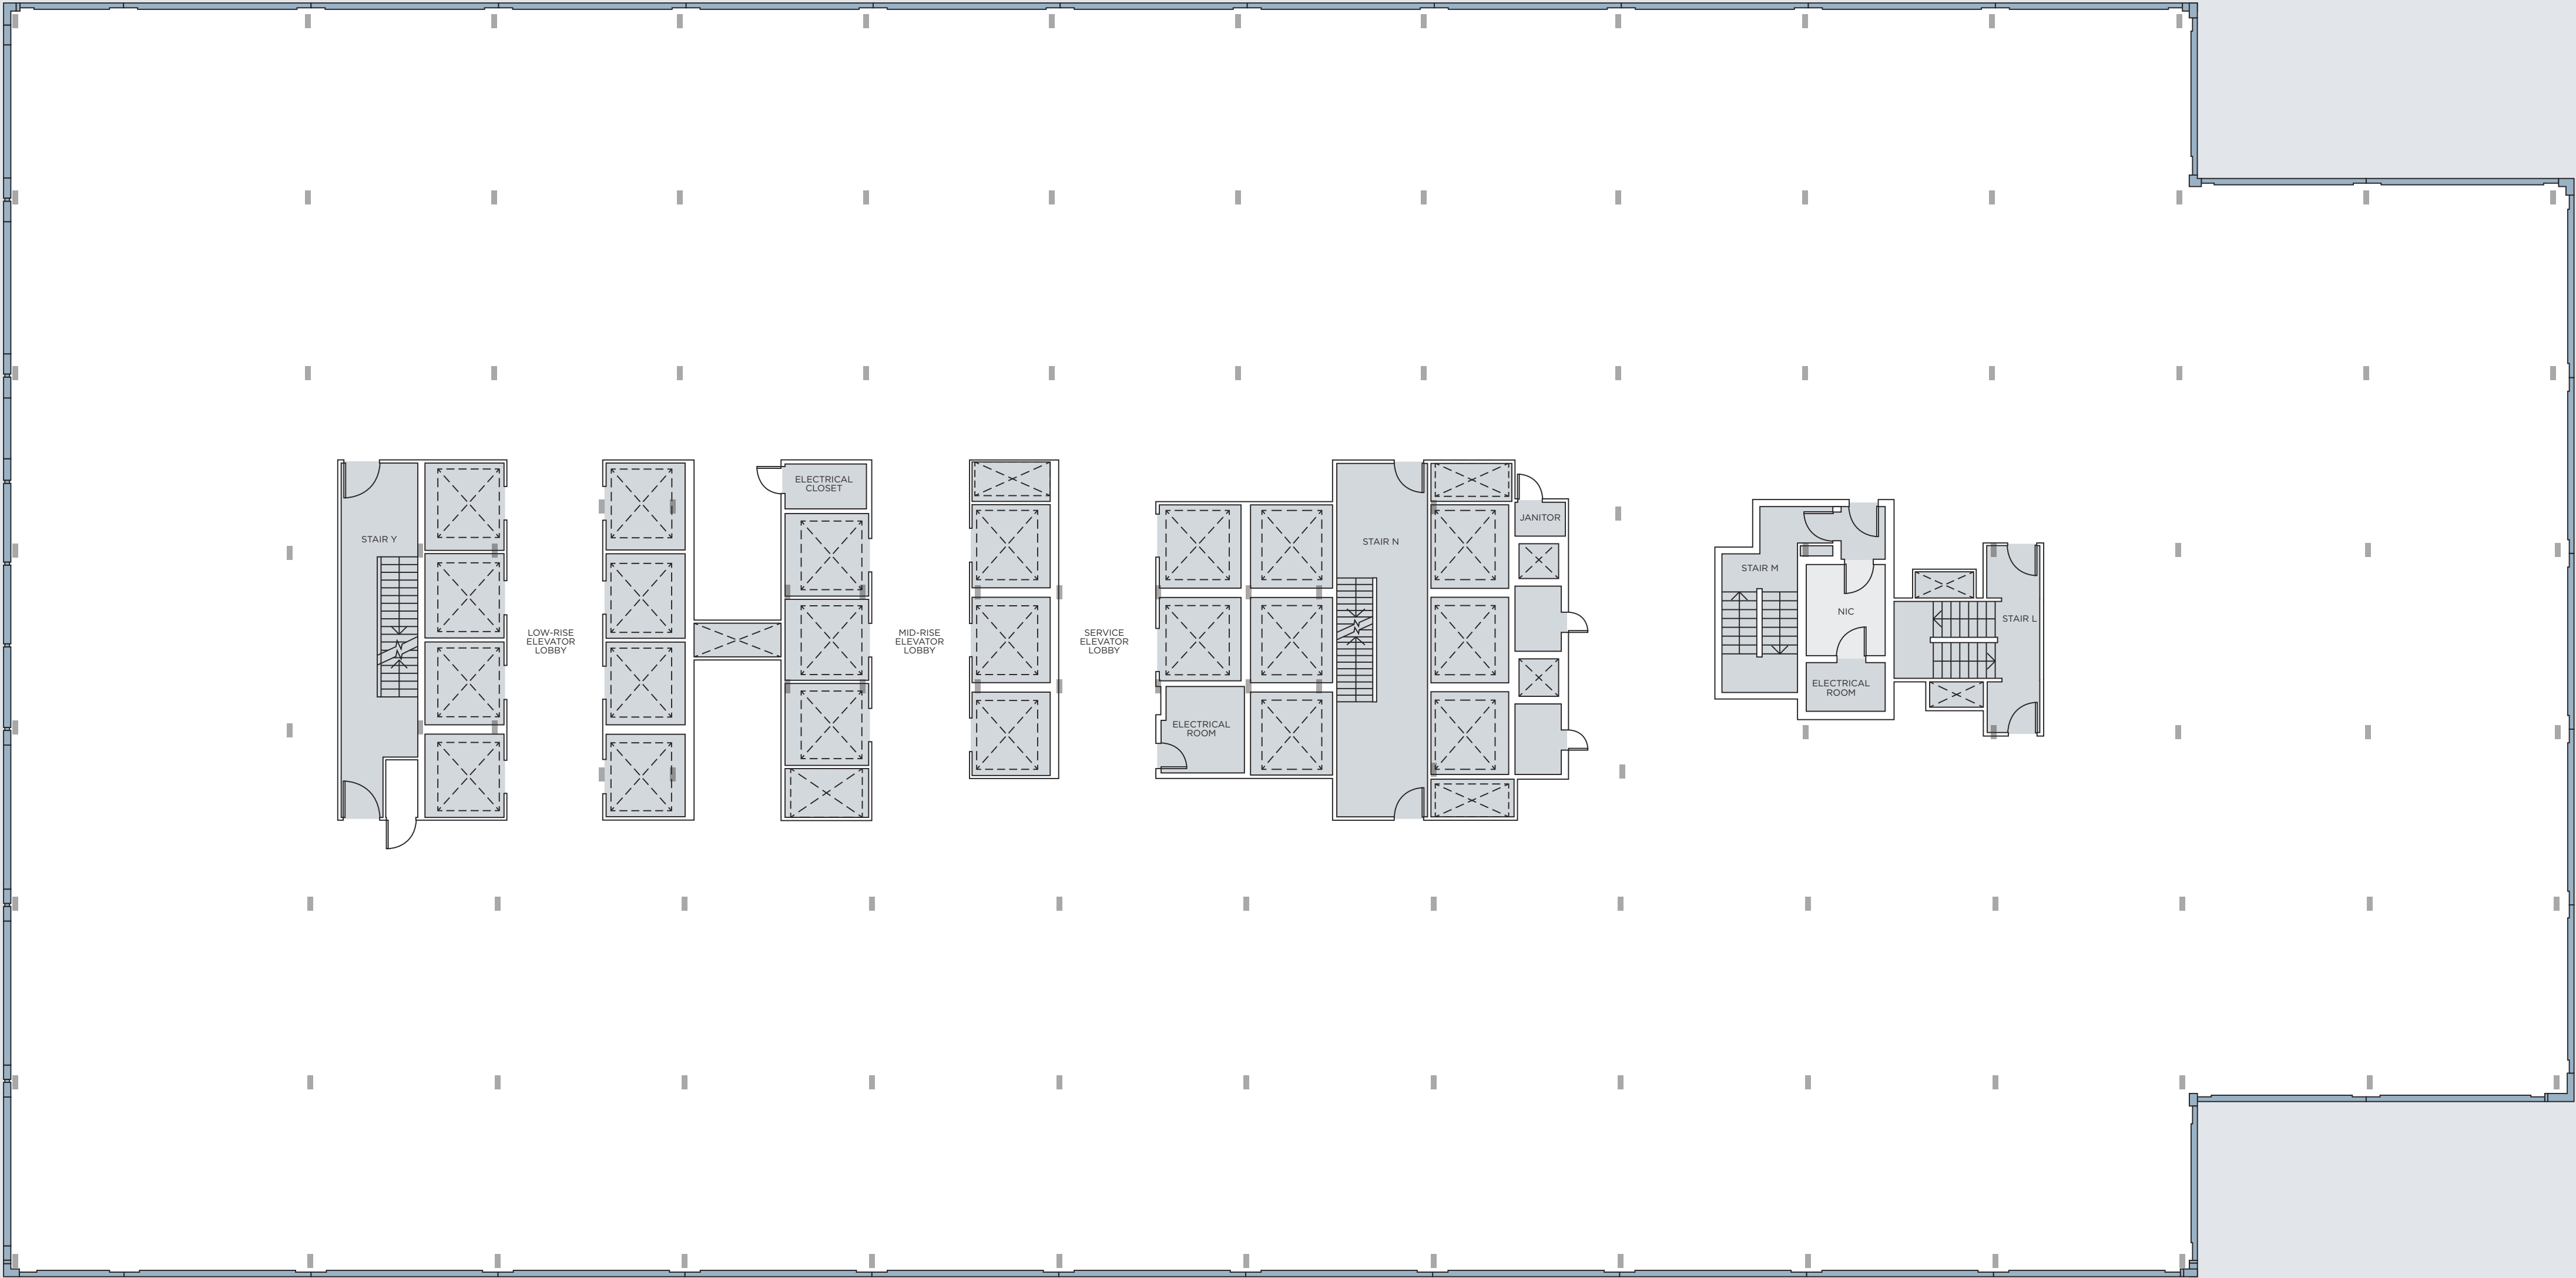 ELECTRICAL
CLOSET
STAIR Y
LOW-RISE
ELEVATOR
LOBBY
MID-RISE
ELEVATOR
LOBBY
SERVICE
ELEVATOR
LOBBY
ELECTRICAL
ROOM
STAIR N
JANITOR
STAIR M
NIC
ELECTRICAL
ROOM
STAIR L